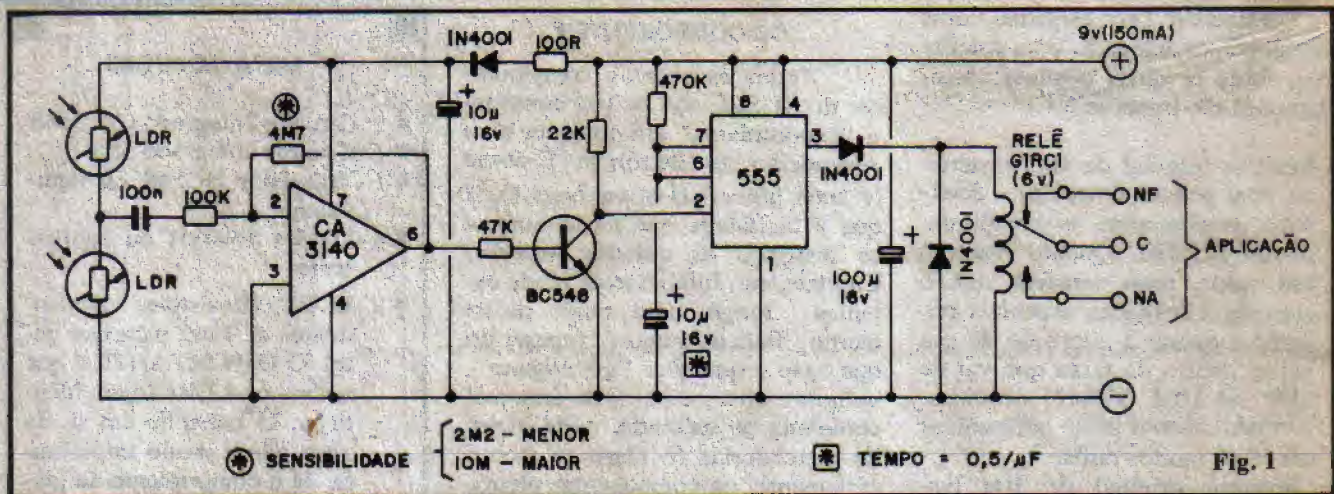 1N4001
100R
9v(150mA)
+
LDR
4M7
+
10µ
16v
470K
22K
8
4
7
6
555
3
2
1
1N4001
RELÊ
G1RC1
(6v)
NF
C
NA
APLICAÇÃO
100n
100K
2
7
CA
3140
6
3
4
47K
BC548
LDR
+
10µ
16v
+
100µ
16v
1N4001
−
SENSIBILIDADE
2M2 - MENOR
10M - MAIOR
TEMPO = 0,5/µF
Fig. 1